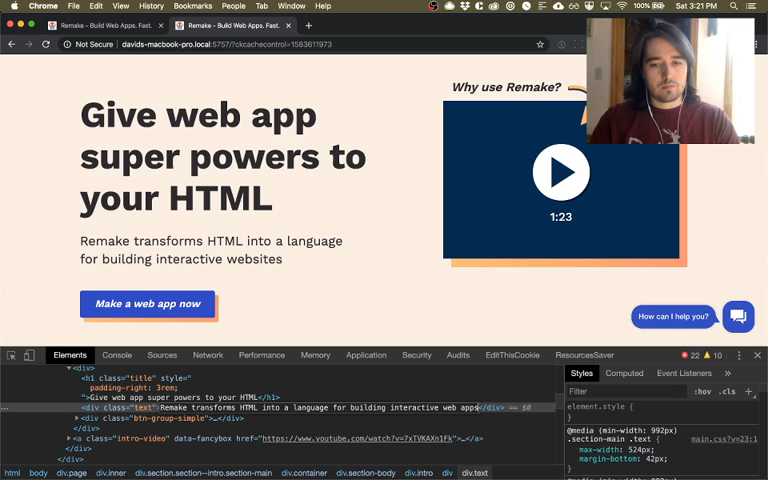 Chrome File Edit View History Bookmarks People Tab Window Help
100% Sat 3:21 PM
Remake - Build Web Apps. Fast.
Remake - Build Web Apps. Fast.
Not Secure davids-macbook-pro.local:5757/?ckcachecontrol=1583611973
Why use Remake?
Give web app
super powers to
your HTML
1:23
Remake transforms HTML into a language
for building interactive websites
Make a web app now
How can I help you?
Elements Console Sources Network Performance Memory Application Security Audits EditThisCookie ResourcesSaver 22 10
Styles Computed Event Listeners
<div>
<h1 class="title" style="
padding-right: 3rem;
">Give web app super powers to your HTML</h1>
<div class="text">Remake transforms HTML into a language for building interactive web apps</div> == $0
<div class="btn-group-simple">…</div>
</div>
<a class="intro-video" data-fancybox href="https://www.youtube.com/watch?v=7xTVKAXn1Fk">…</a>
</div>
</div>
Filter :hov .cls +
element.style {
}
@media (min-width: 992px)
.section-main .text { main.css?v=23:1
max-width: 524px;
margin-bottom: 42px;
}
html body div.page div.inner div.section.section--intro.section-main div.container div.section-body div.intro div div.text